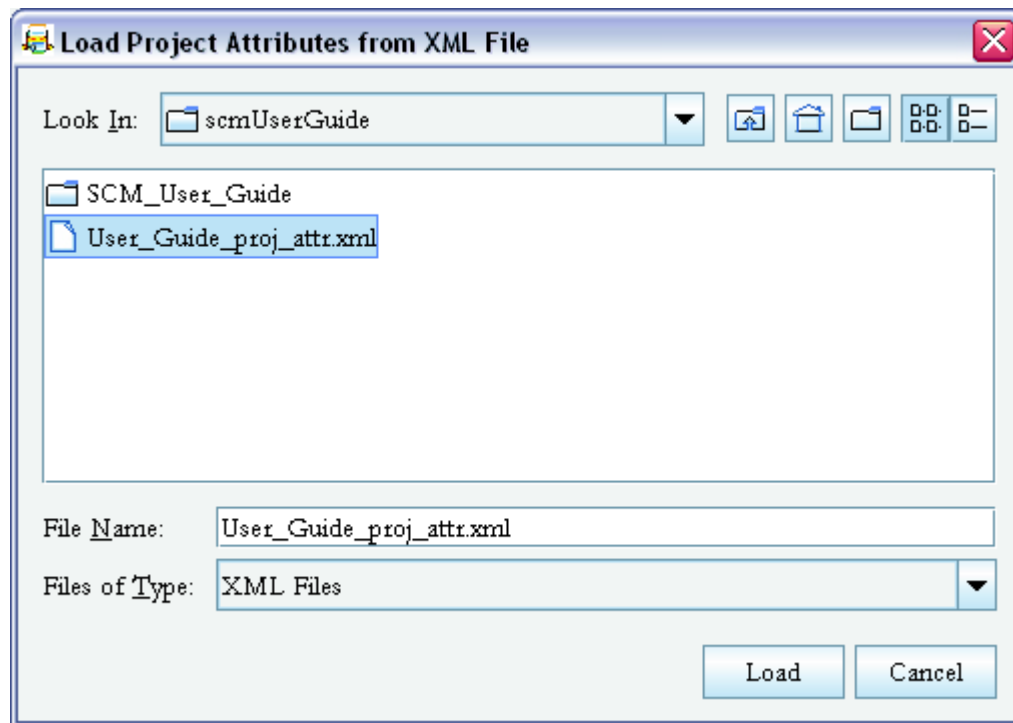 Load Project Attributes from XML File
Look In: scmUserGuide
SCM_User_Guide
User_Guide_proj_attr.xml
File Name: User_Guide_proj_attr.xml
Files of Type: XML Files
Load Cancel